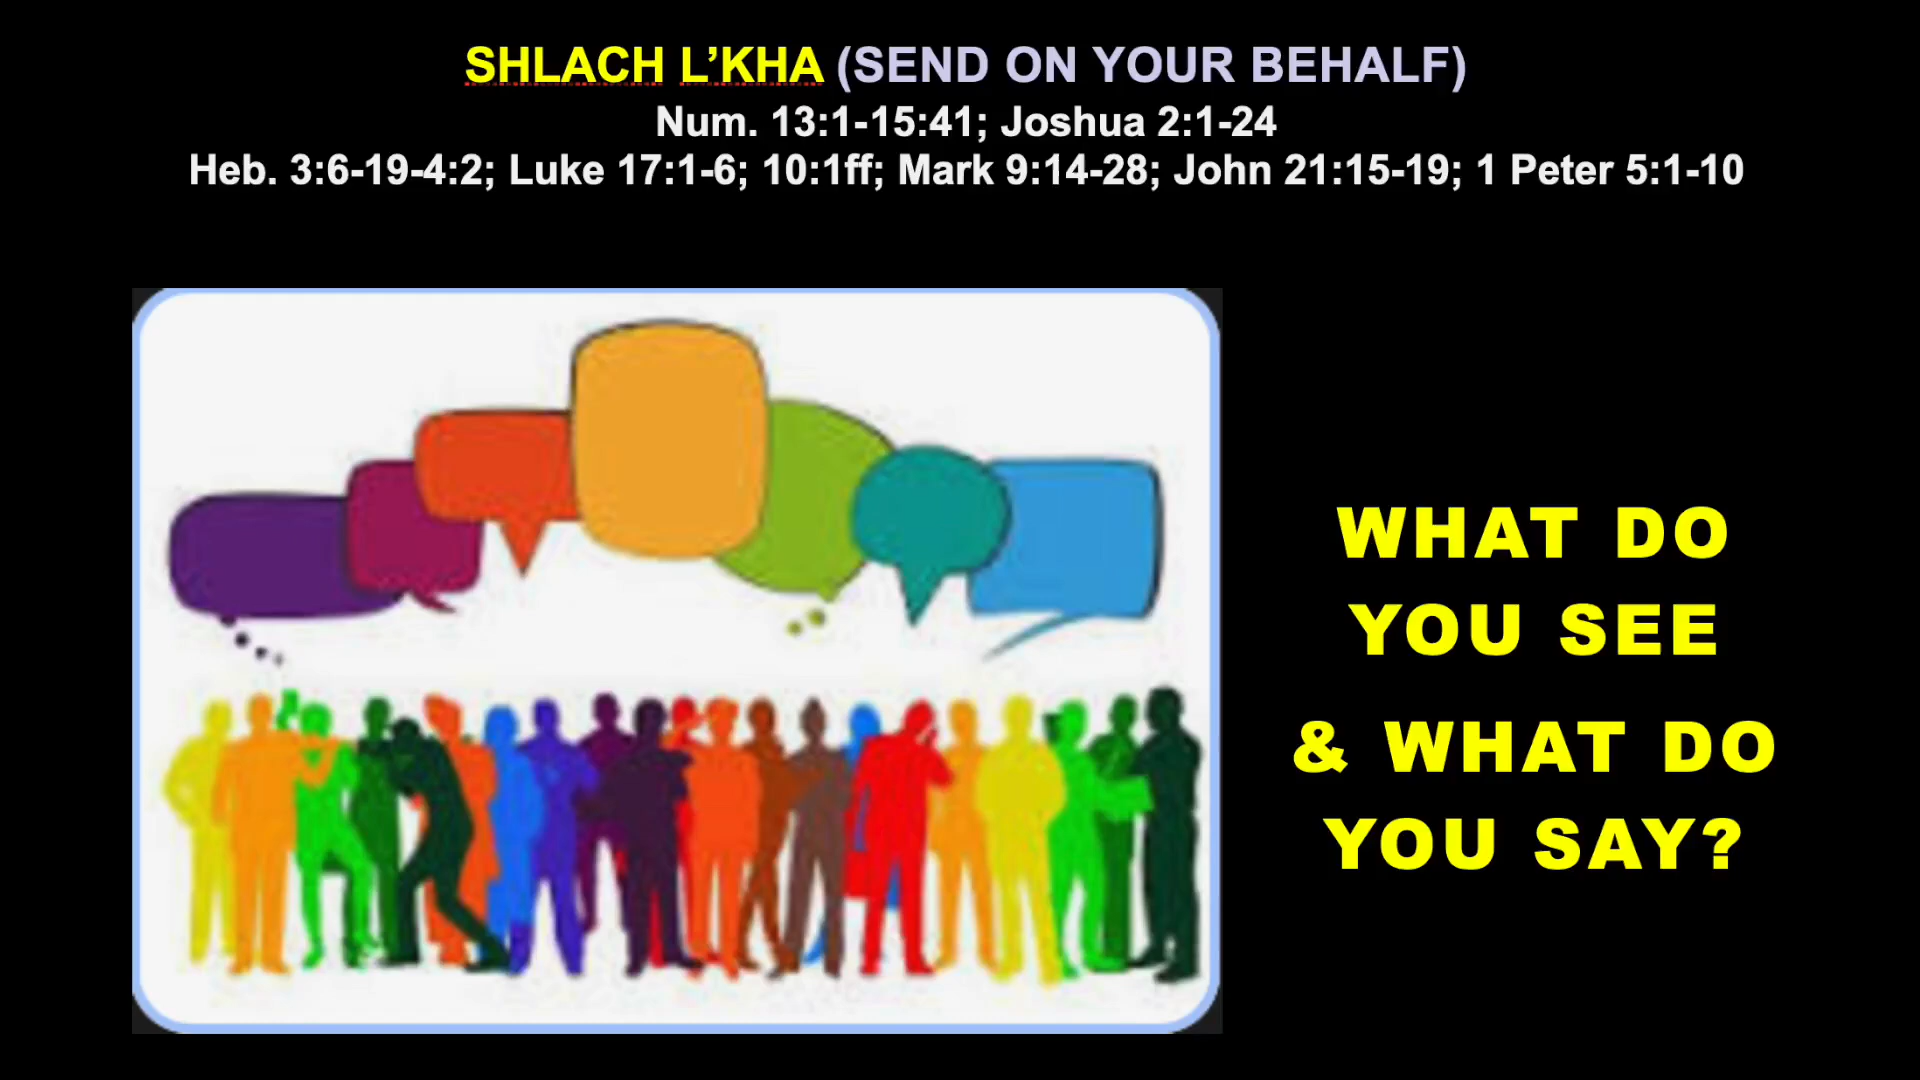 SHLACH L’KHA (SEND ON YOUR BEHALF)
Num. 13:1-15:41; Joshua 2:1-24
Heb. 3:6-19-4:2; Luke 17:1-6; 10:1ff; Mark 9:14-28; John 21:15-19; 1 Peter 5:1-10
WHAT DO
YOU SEE
& WHAT DO
YOU SAY?